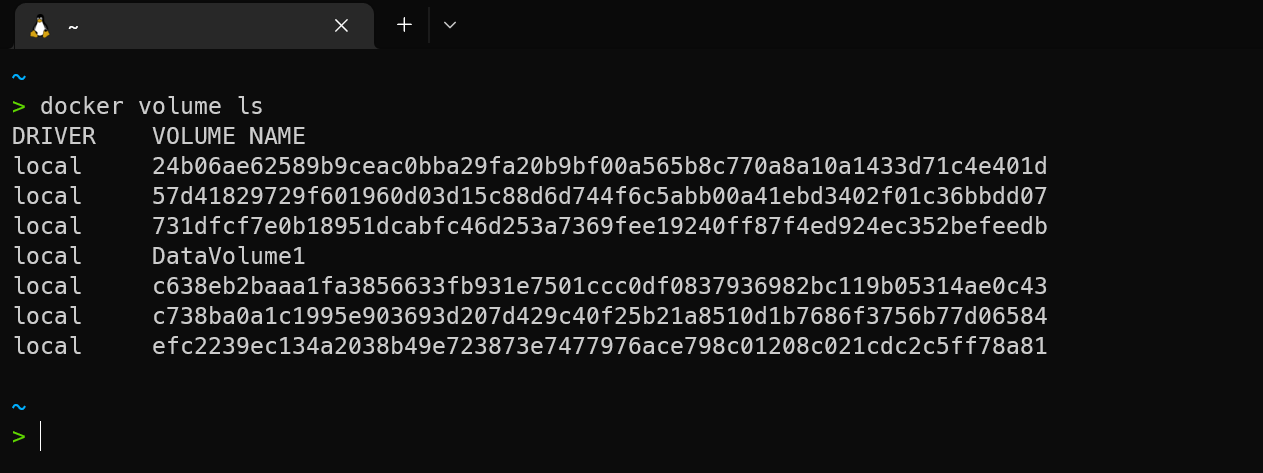 ~
~
> docker volume ls
DRIVER    VOLUME NAME
local     24b06ae62589b9ceac0bba29fa20b9bf00a565b8c770a8a10a1433d71c4e401d
local     57d41829729f601960d03d15c88d6d744f6c5abb00a41ebd3402f01c36bbdd07
local     731dfcf7e0b18951dcabfc46d253a7369fee19240ff87f4ed924ec352befeedb
local     DataVolume1
local     c638eb2baaa1fa3856633fb931e7501ccc0df0837936982bc119b05314ae0c43
local     c738ba0a1c1995e903693d207d429c40f25b21a8510d1b7686f3756b77d06584
local     efc2239ec134a2038b49e723873e7477976ace798c01208c021cdc2c5ff78a81
~
>